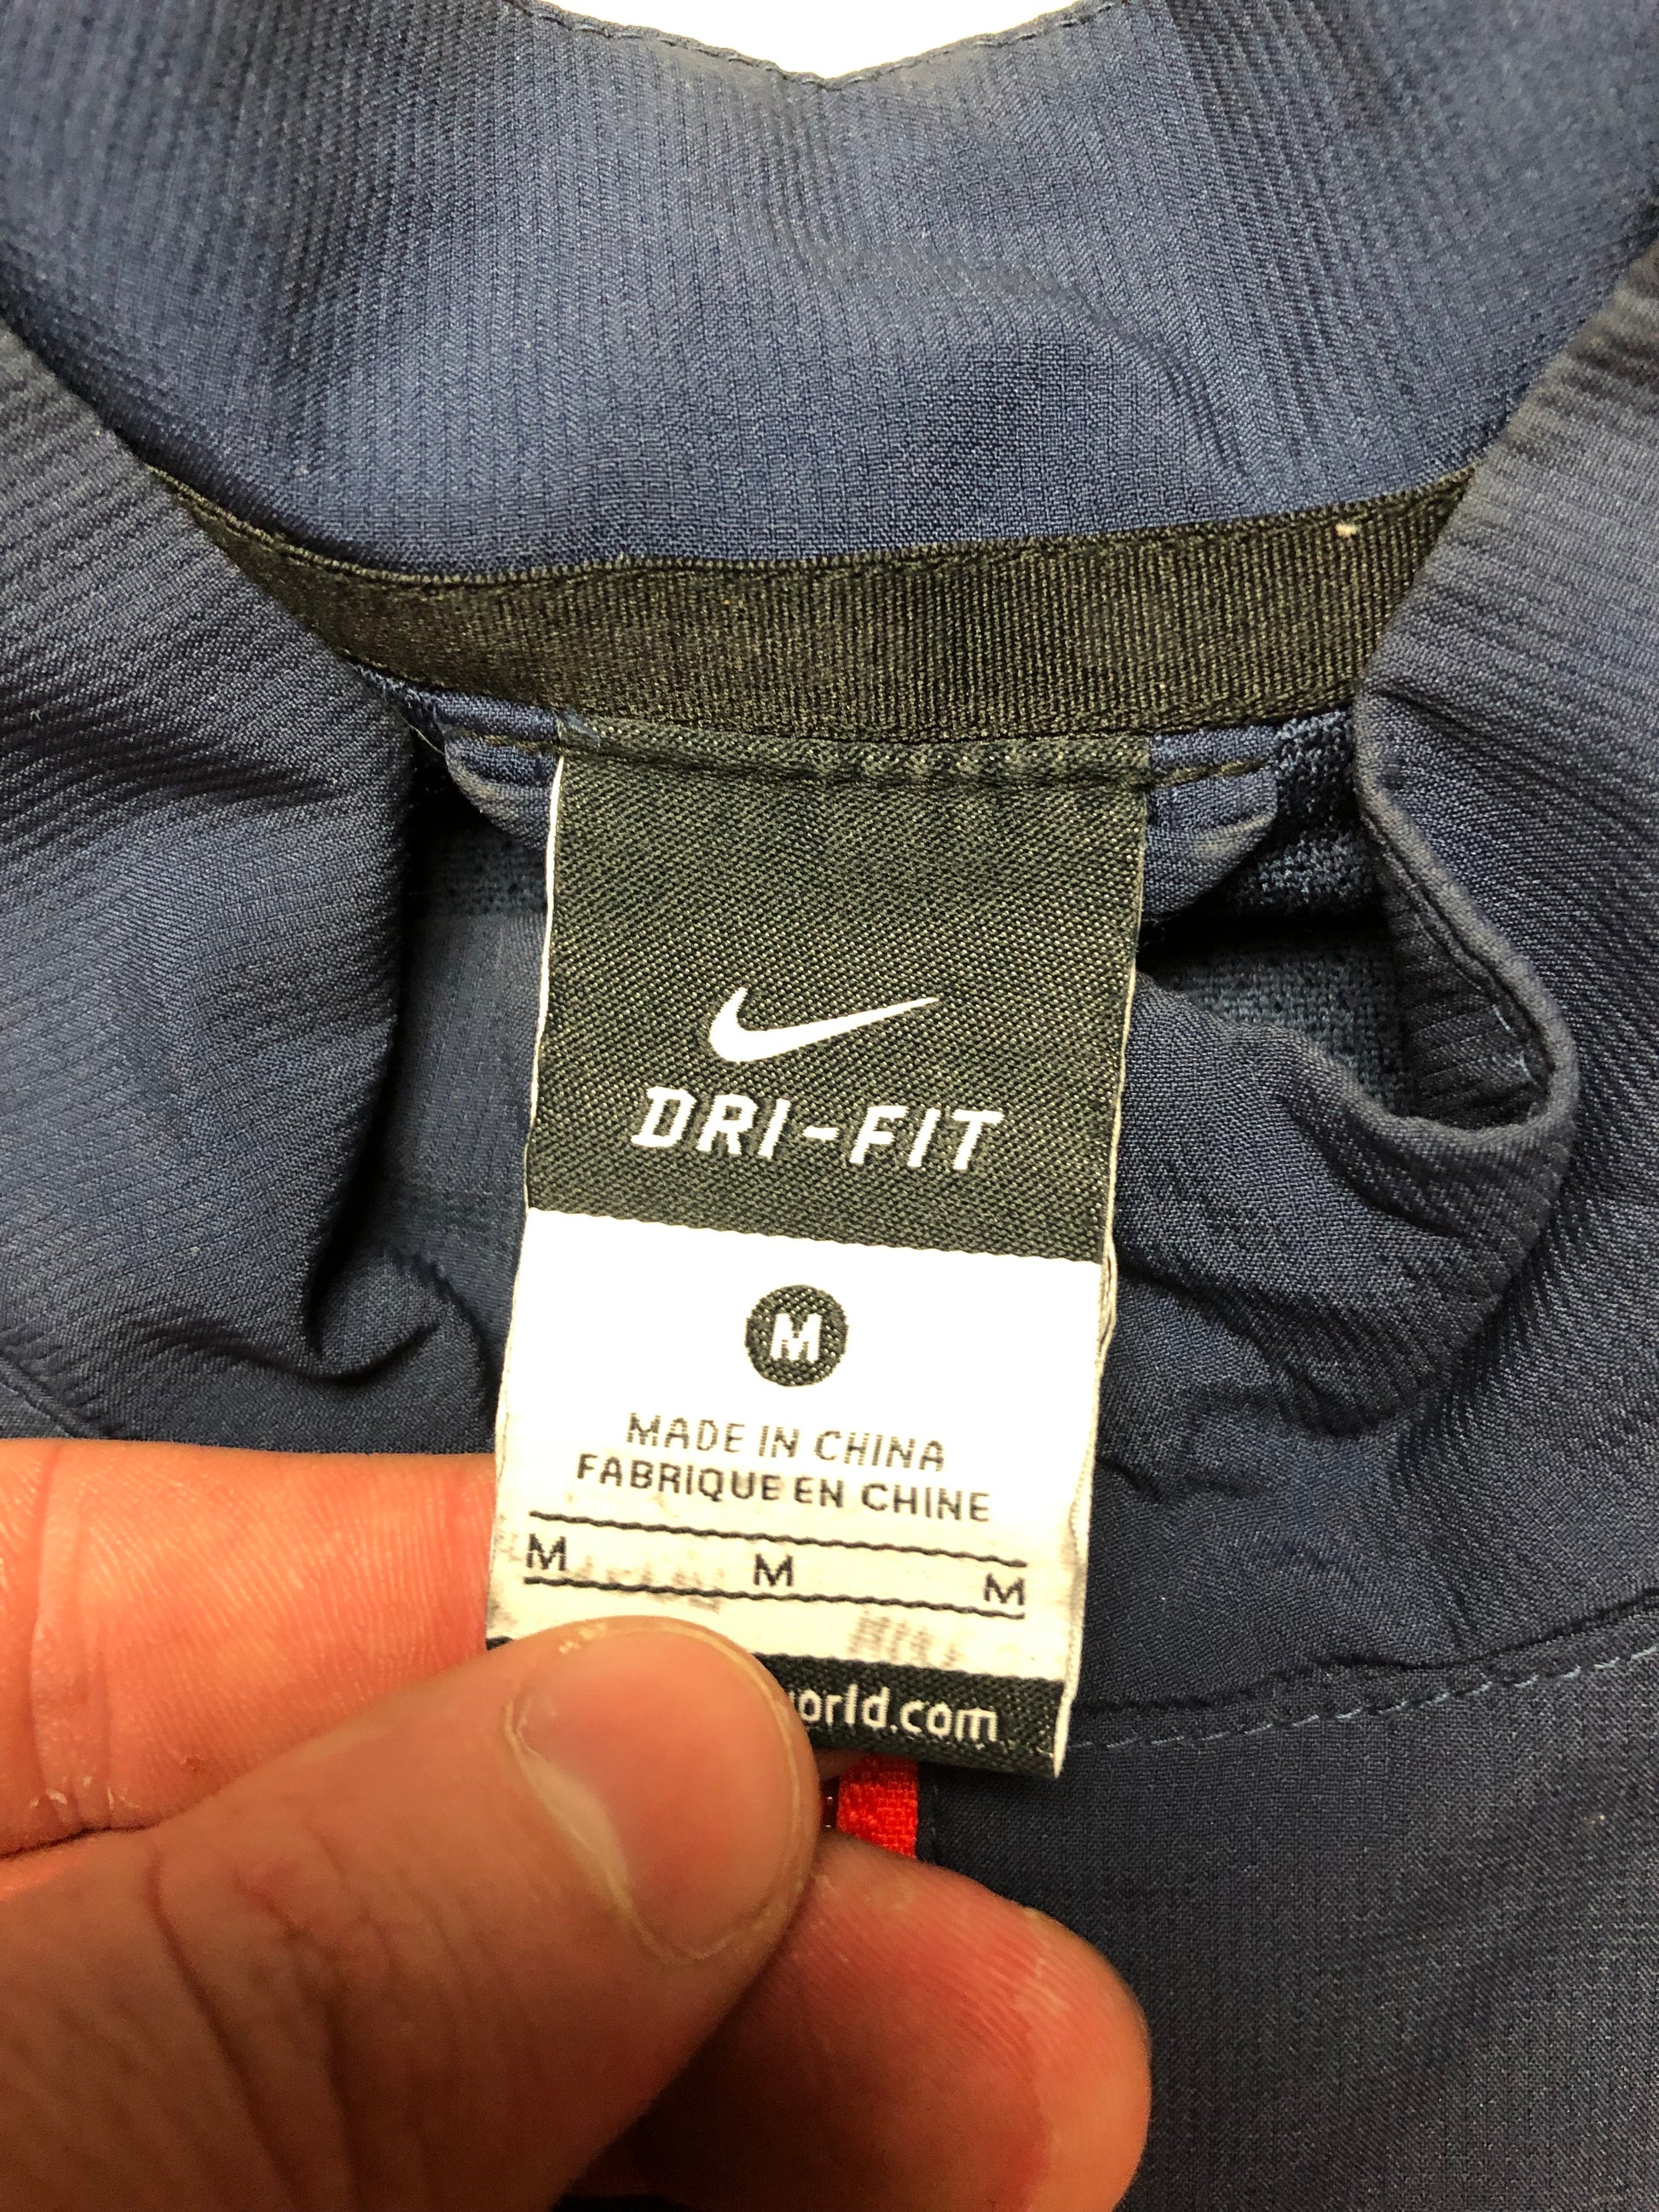 DRI-FIT
M
MADE IN CHINA
FABRIQUE EN CHINE
M M M
orld.com